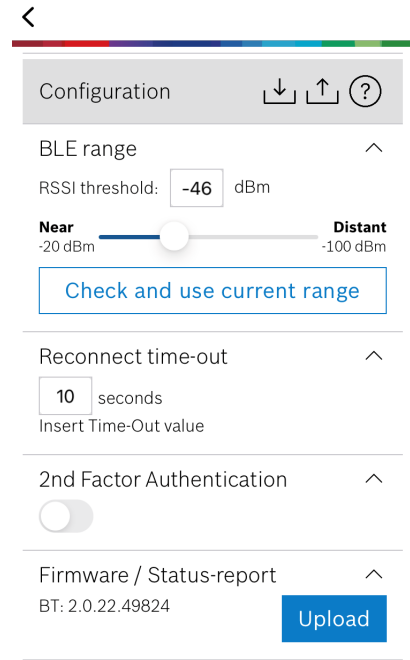 Configuration
BLE range
RSSI threshold: -46 dBm
Near Distant
-20 dBm -100 dBm
Check and use current range
Reconnect time-out
10 seconds
Insert Time-Out value
2nd Factor Authentication
Firmware / Status-report
BT: 2.0.22.49824
Upload